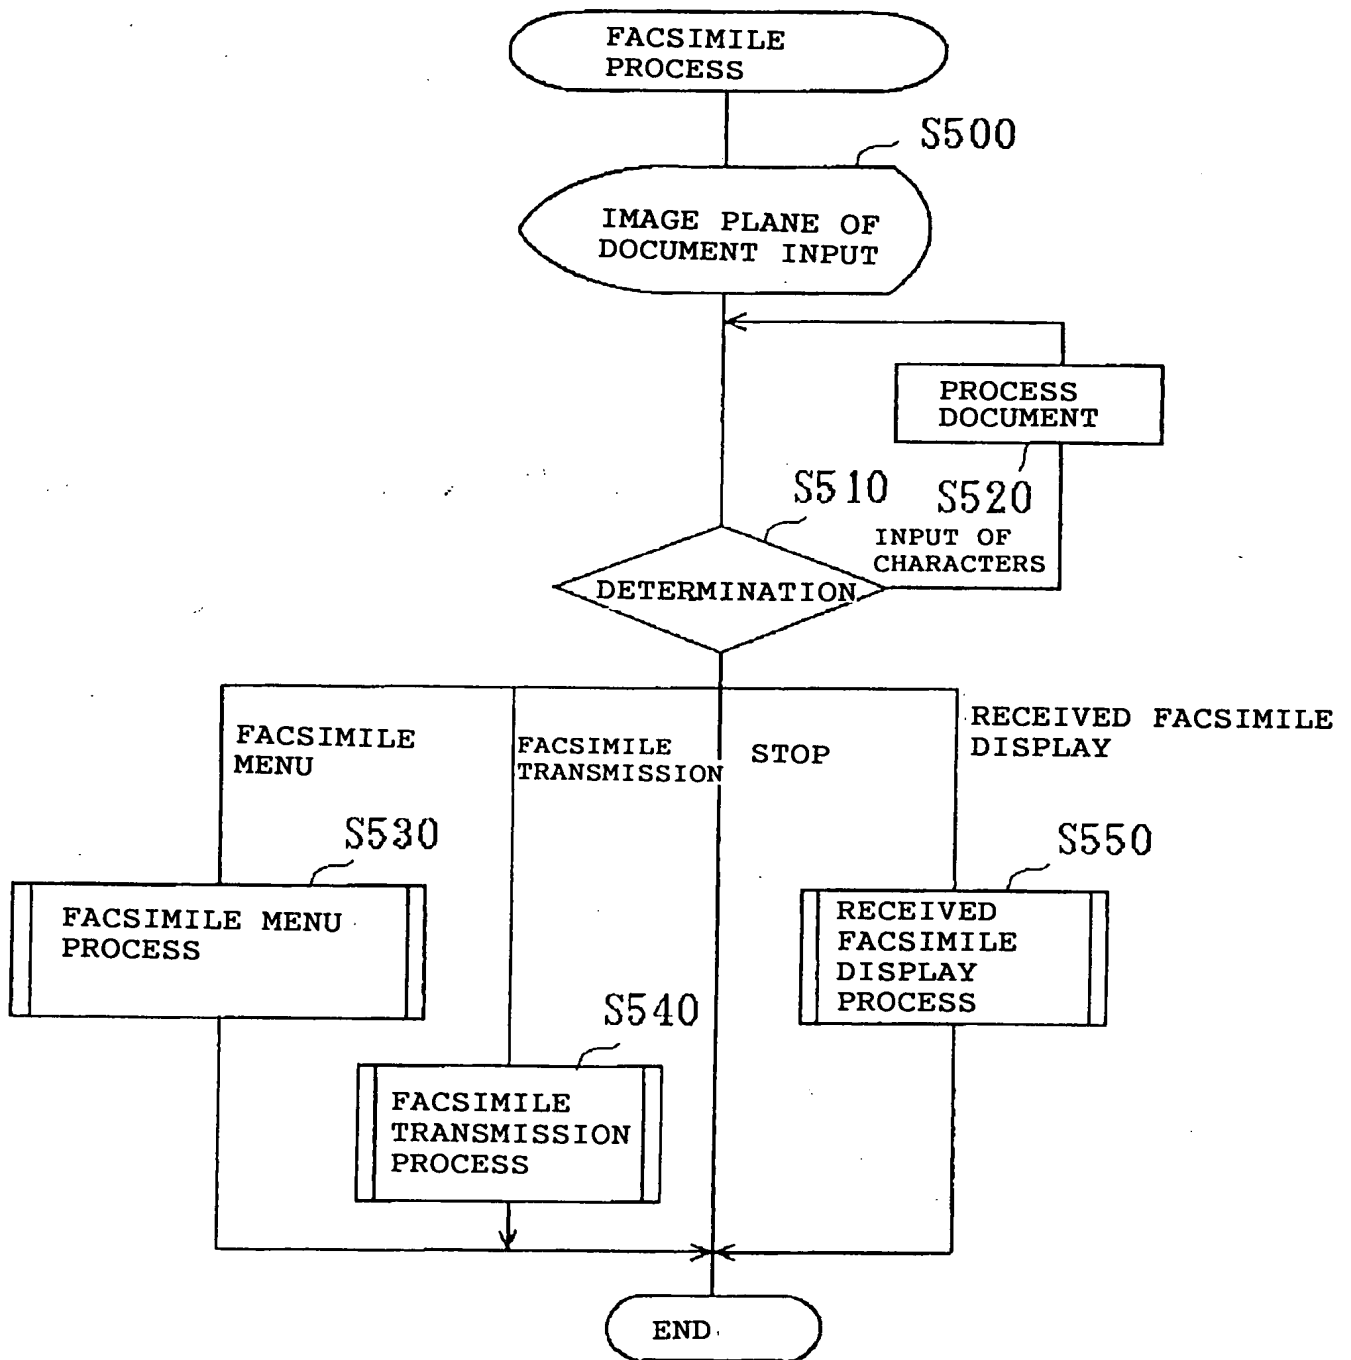 FACSIMILE
PROCESS
S500
IMAGE PLANE OF
DOCUMENT INPUT
PROCESS
DOCUMENT
S510
S520
INPUT OF
CHARACTERS
DETERMINATION
FACSIMILE
MENU
FACSIMILE
TRANSMISSION
STOP
RECEIVED FACSIMILE
DISPLAY
S530
S550
FACSIMILE MENU
PROCESS
RECEIVED
FACSIMILE
DISPLAY
PROCESS
S540
FACSIMILE
TRANSMISSION
PROCESS
END